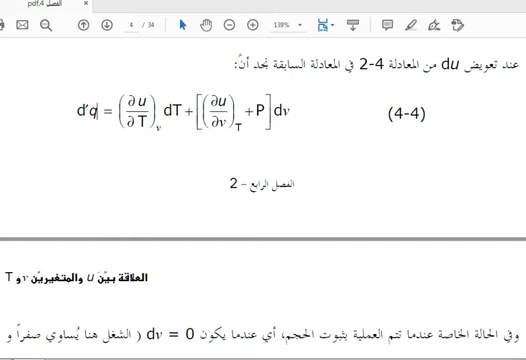 الفصل 4.pdf ×
4 / 34 139%
عند تعويض du من المعادلة 4-2 في المعادلة السابقة نجد أنَّ:
d'q = (∂u/∂T)_v dT + [(∂u/∂v)_T + P] dv (4-4)
الفصل الرابع – 2
العلاقة بيْن u والمتغيريْن v و T
وفي الحالة الخاصة عندما تتم العملية بثبوت الحجم، أي عندما يكون dv = 0 ( الشغل هنا يُساوي صفراً و